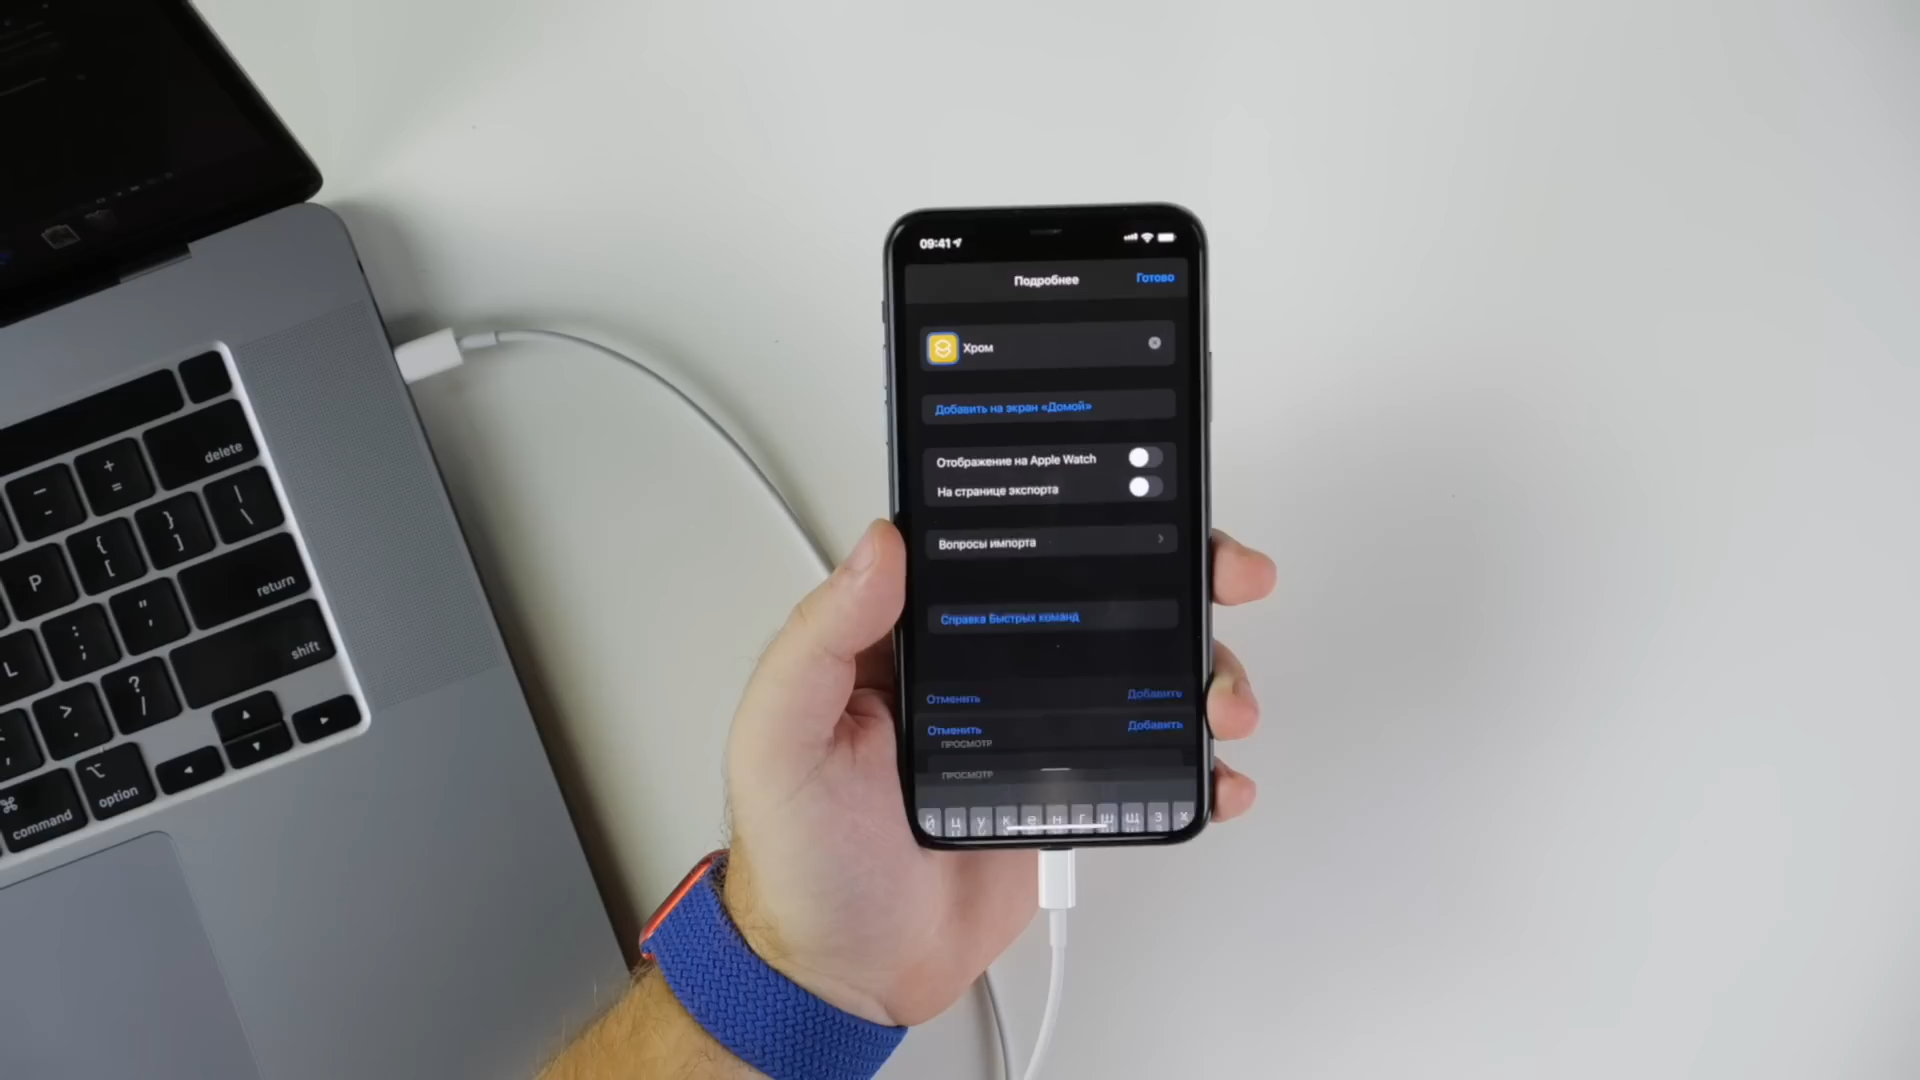 09:41
Подробнее
Готово
Хром
Добавить на экран «Домой»
Отображение на Apple Watch
На странице экспорта
Вопросы импорта
Справка Быстрых команд
Отменить Добавить
Отменить Добавить
ПРОСМОТР
ПРОСМОТР
й ц у к е н г ш щ з х
delete
return
shift
option
command
+
=
–
-
|
\
}
]
{
[
P
"
'
:
;
L
?
/
>
.